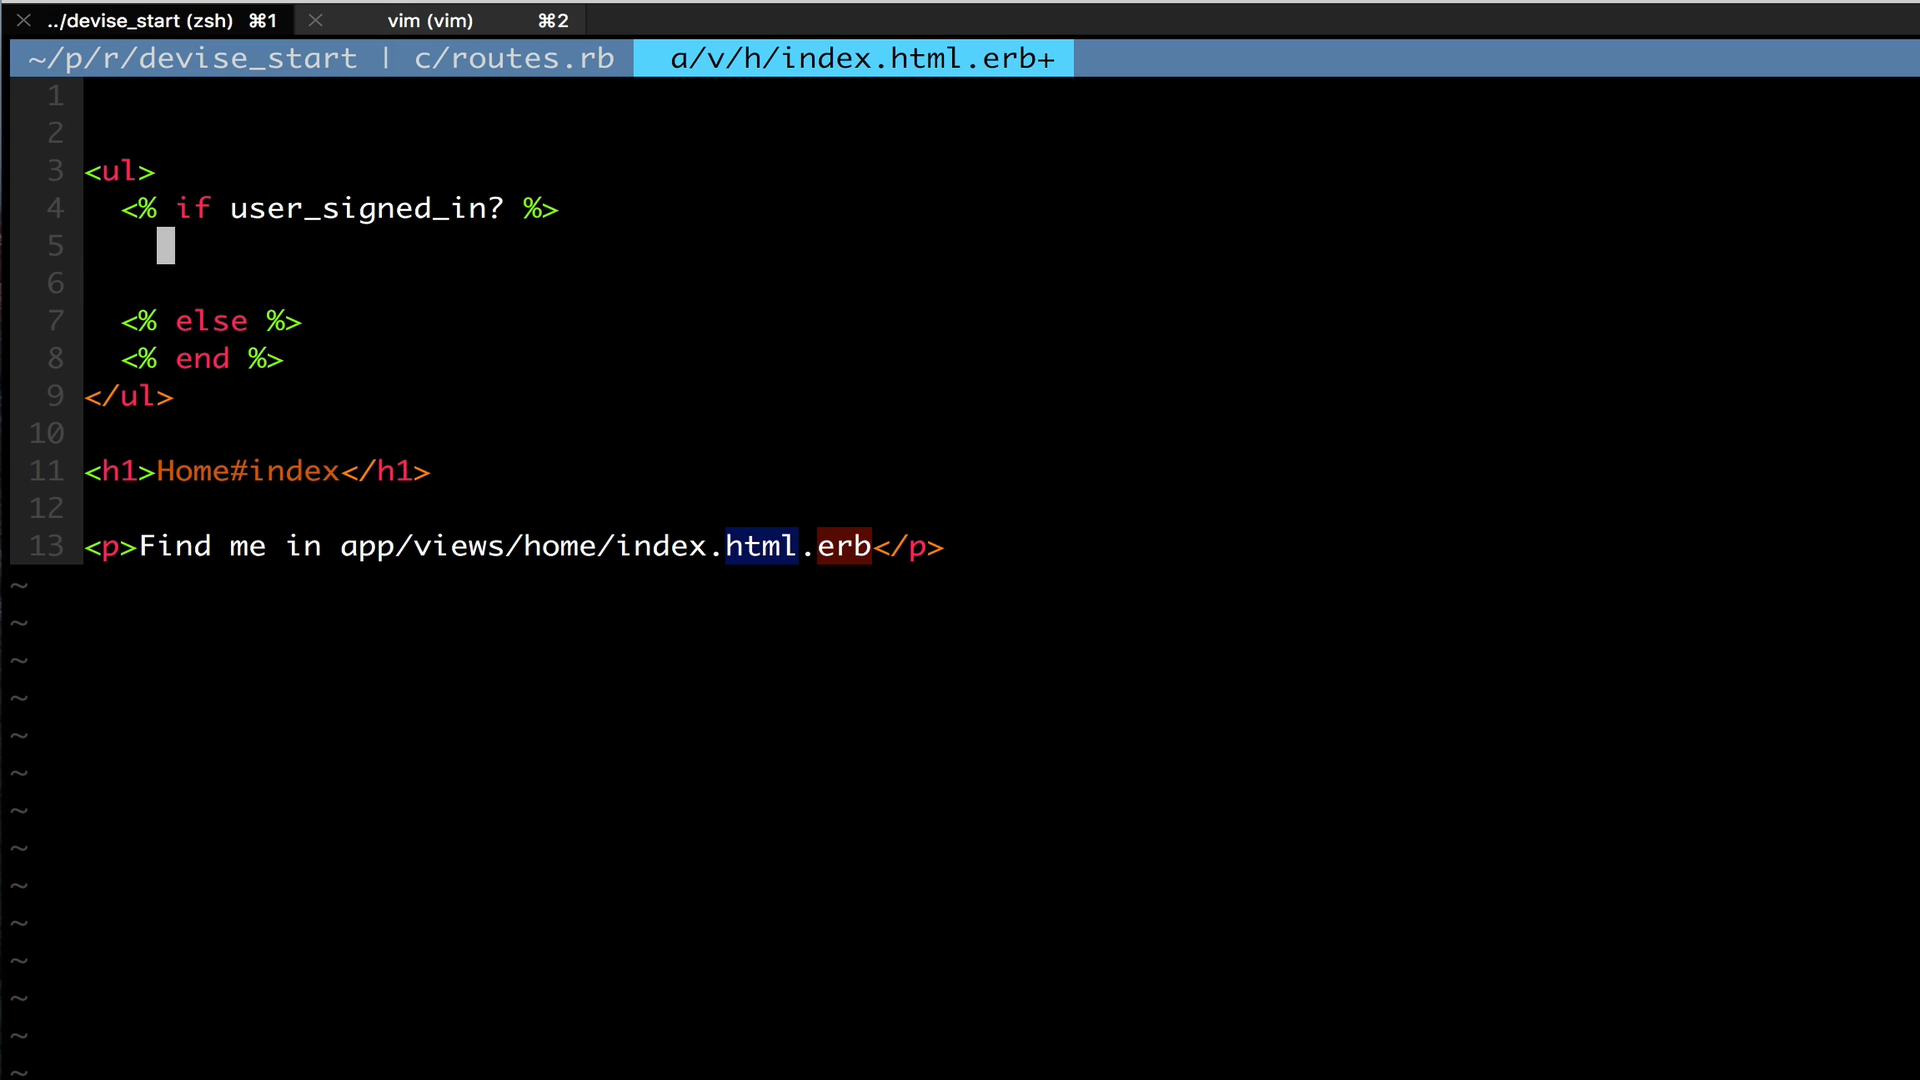 ../devise_start (zsh) ⌘1 vim (vim) ⌘2
~/p/r/devise_start | c/routes.rb a/v/h/index.html.erb+
1
2
3 <ul>
4   <% if user_signed_in? %>
5
6
7   <% else %>
8   <% end %>
9 </ul>
10
11 <h1>Home#index</h1>
12
13 <p>Find me in app/views/home/index.html.erb</p>
~
~
~
~
~
~
~
~
~
~
~
~
~
~